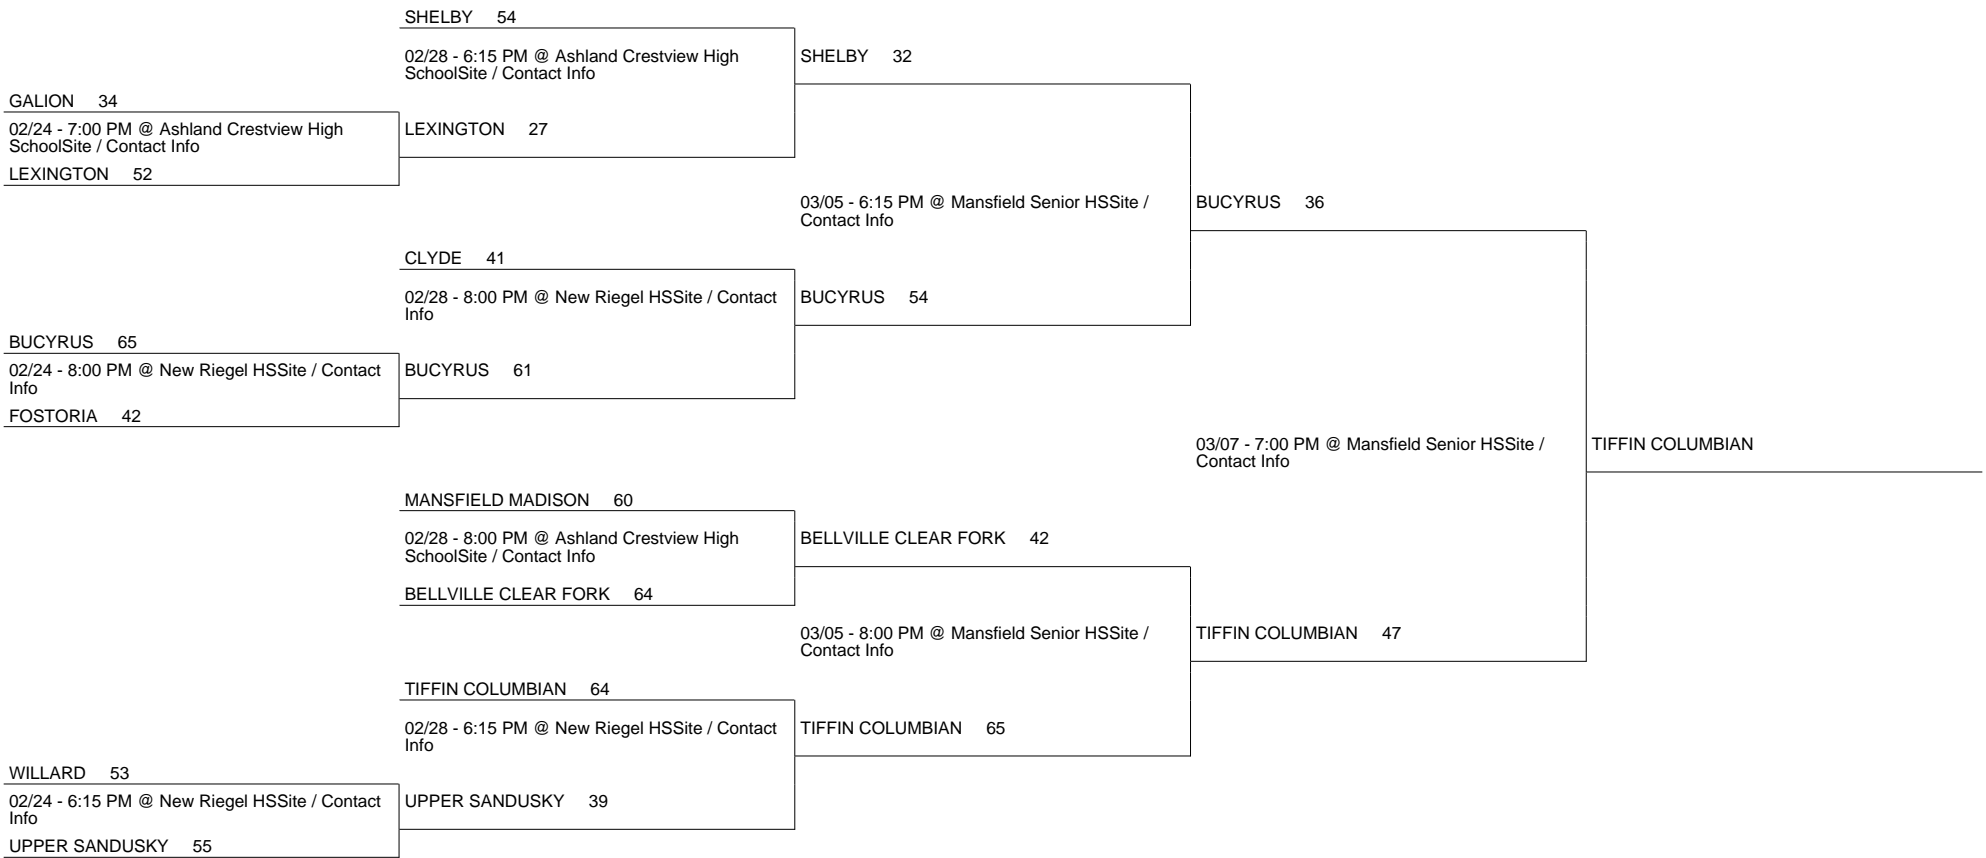 SHELBY 54
02/28 - 6:15 PM @ Ashland Crestview High
SchoolSite / Contact Info
SHELBY 32
GALION 34
02/24 - 7:00 PM @ Ashland Crestview High
SchoolSite / Contact Info
LEXINGTON 27
LEXINGTON 52
03/05 - 6:15 PM @ Mansfield Senior HSSite /
Contact Info
BUCYRUS 36
CLYDE 41
02/28 - 8:00 PM @ New Riegel HSSite / Contact
Info
BUCYRUS 54
BUCYRUS 65
02/24 - 8:00 PM @ New Riegel HSSite / Contact
Info
BUCYRUS 61
FOSTORIA 42
03/07 - 7:00 PM @ Mansfield Senior HSSite /
Contact Info
TIFFIN COLUMBIAN
MANSFIELD MADISON 60
02/28 - 8:00 PM @ Ashland Crestview High
SchoolSite / Contact Info
BELLVILLE CLEAR FORK 42
BELLVILLE CLEAR FORK 64
03/05 - 8:00 PM @ Mansfield Senior HSSite /
Contact Info
TIFFIN COLUMBIAN 47
TIFFIN COLUMBIAN 64
02/28 - 6:15 PM @ New Riegel HSSite / Contact
Info
TIFFIN COLUMBIAN 65
WILLARD 53
02/24 - 6:15 PM @ New Riegel HSSite / Contact
Info
UPPER SANDUSKY 39
UPPER SANDUSKY 55